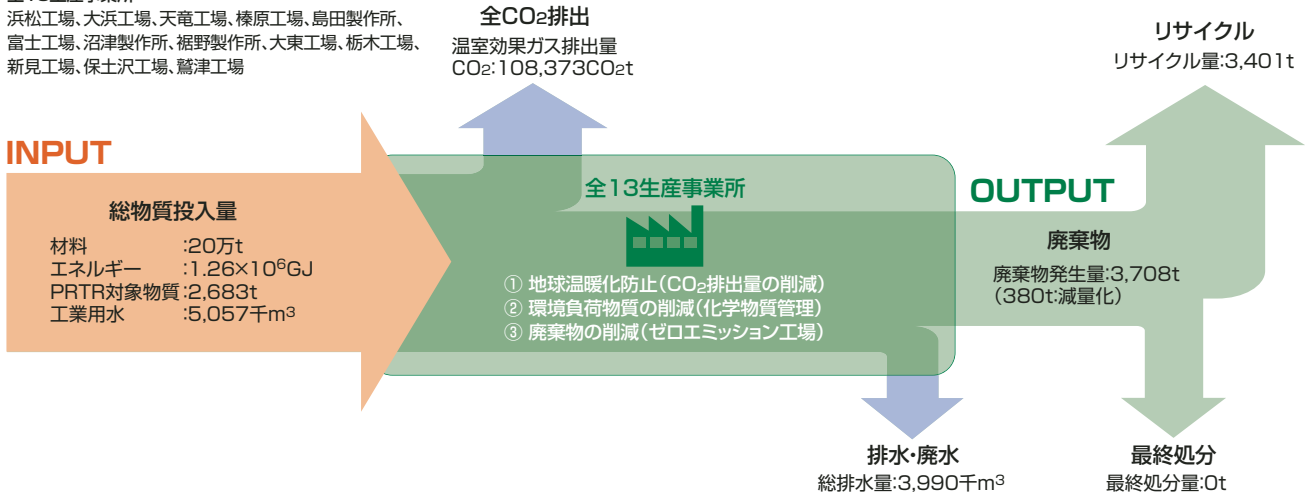 浜松工場、大浜工場、天竜工場、榛原工場、島田製作所、
富士工場、沼津製作所、裾野製作所、大東工場、栃木工場、
新見工場、保土沢工場、鷲津工場
全CO₂排出
温室効果ガス排出量
CO₂:108,373CO₂t
リサイクル
リサイクル量:3,401t
INPUT
総物質投入量
材料 :20万t
エネルギー :1.26×10⁶GJ
PRTR対象物質:2,683t
工業用水 :5,057千m³
全13生産事業所
① 地球温暖化防止(CO₂排出量の削減)
② 環境負荷物質の削減(化学物質管理)
③ 廃棄物の削減(ゼロエミッション工場)
OUTPUT
廃棄物
廃棄物発生量:3,708t
(380t:減量化)
排水・廃水
総排水量:3,990千m³
最終処分
最終処分量:0t